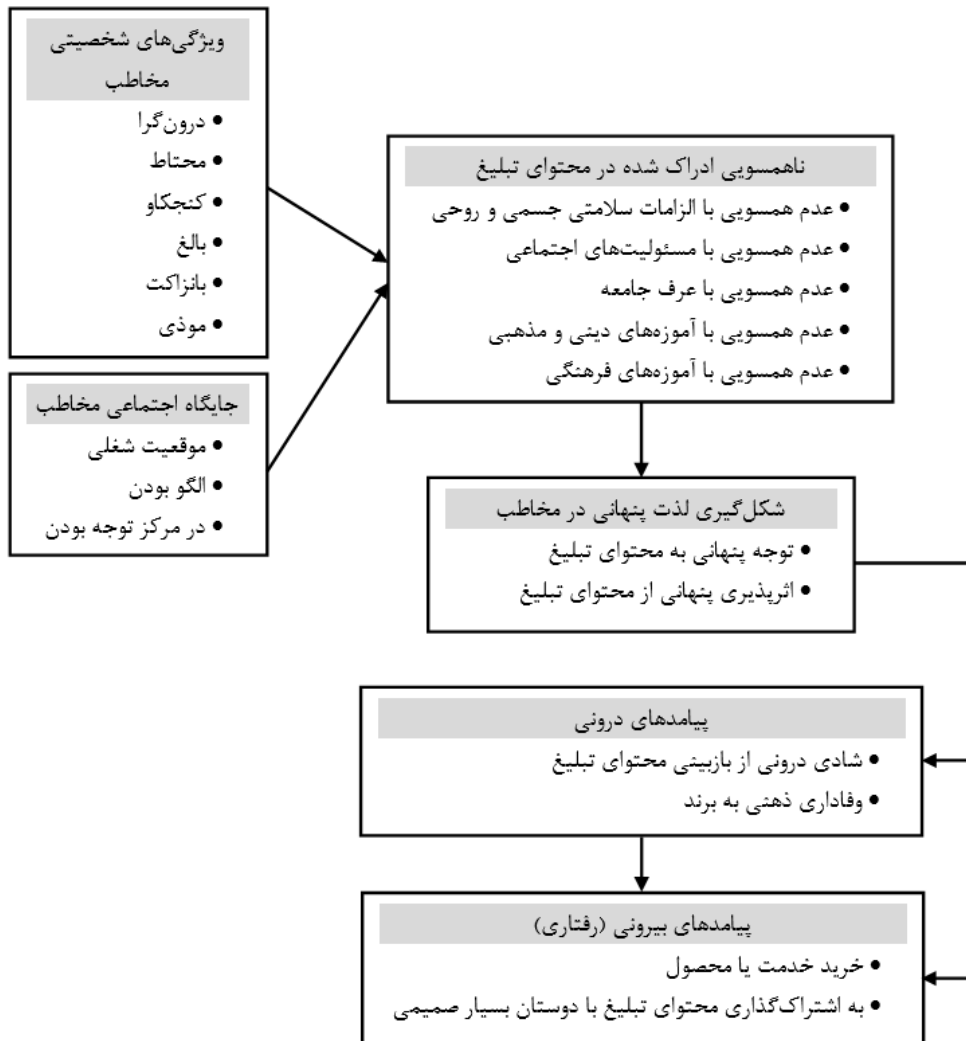 ویژگی‌های شخصیتی
مخاطب
• درون‌گرا
• محتاط
• کنجکاو
• بالغ
• بانزاکت
• موذی
جایگاه اجتماعی مخاطب
• موقعیت شغلی
• الگو بودن
• در مرکز توجه بودن
ناهمسویی ادراک شده در محتوای تبلیغ
• عدم همسویی با الزامات سلامتی جسمی و روحی
• عدم همسویی با مسئولیت‌های اجتماعی
• عدم همسویی با عرف جامعه
• عدم همسویی با آموزه‌های دینی و مذهبی
• عدم همسویی با آموزه‌های فرهنگی
شکل‌گیری لذت پنهانی در مخاطب
• توجه پنهانی به محتوای تبلیغ
• اثرپذیری پنهانی از محتوای تبلیغ
پیامدهای درونی
• شادی درونی از بازبینی محتوای تبلیغ
• وفاداری ذهنی به برند
پیامدهای بیرونی (رفتاری)
• خرید خدمت یا محصول
• به اشتراک‌گذاری محتوای تبلیغ با دوستان بسیار صمیمی